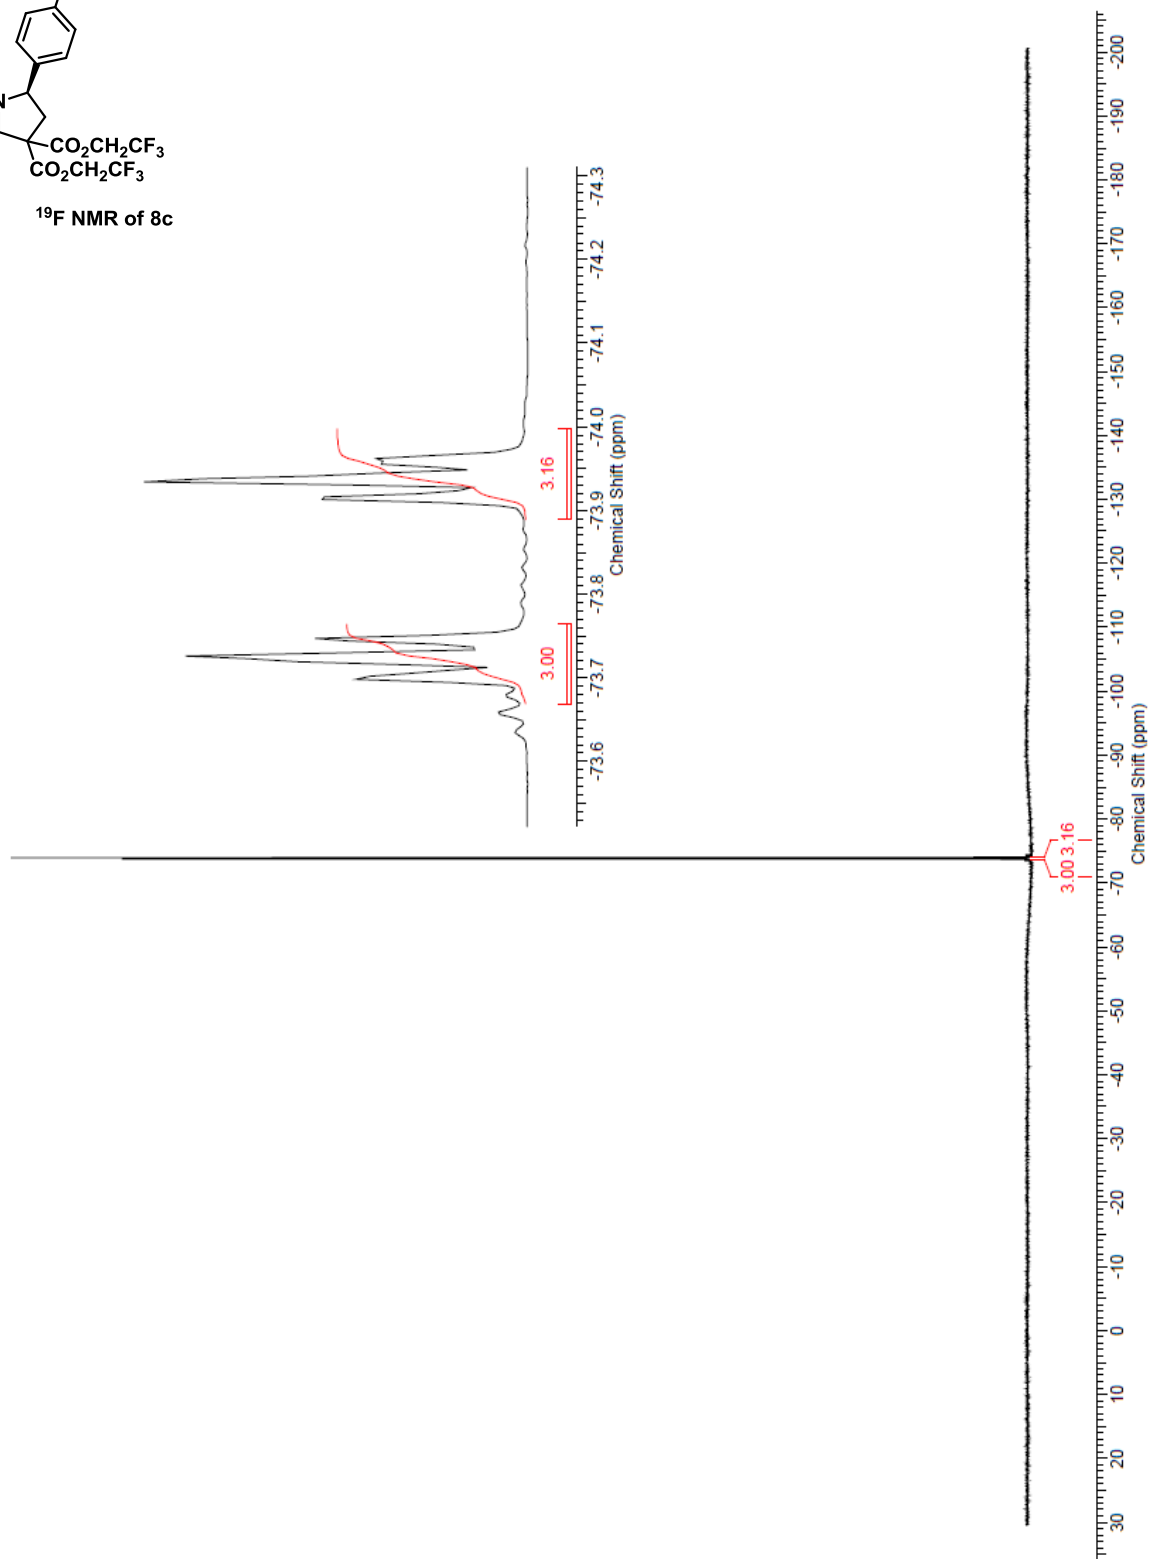 N
CO₂CH₂CF₃
CO₂CH₂CF₃
¹⁹F NMR of 8c
3.00
3.16
-73.6 -73.7 -73.8 -73.9 -74.0 -74.1 -74.2 -74.3
Chemical Shift (ppm)
3.00 3.16
30 20 10 0 -10 -20 -30 -40 -50 -60 -70 -80 -90 -100 -110 -120 -130 -140 -150 -160 -170 -180 -190 -200
Chemical Shift (ppm)